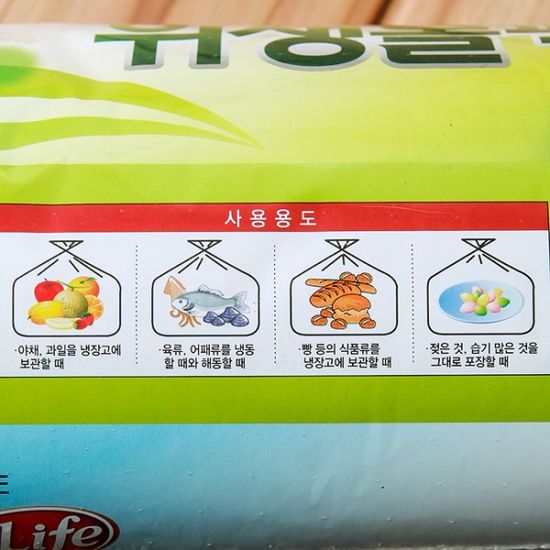 위생롤
사용용도
·야채, 과일을 냉장고에
보관할 때
·육류, 어패류를 냉동
할 때와 해동할 때
·빵 등의 식품류를
냉장고에 보관할 때
·젖은 것, 습기 많은 것을
그대로 포장할 때
Life